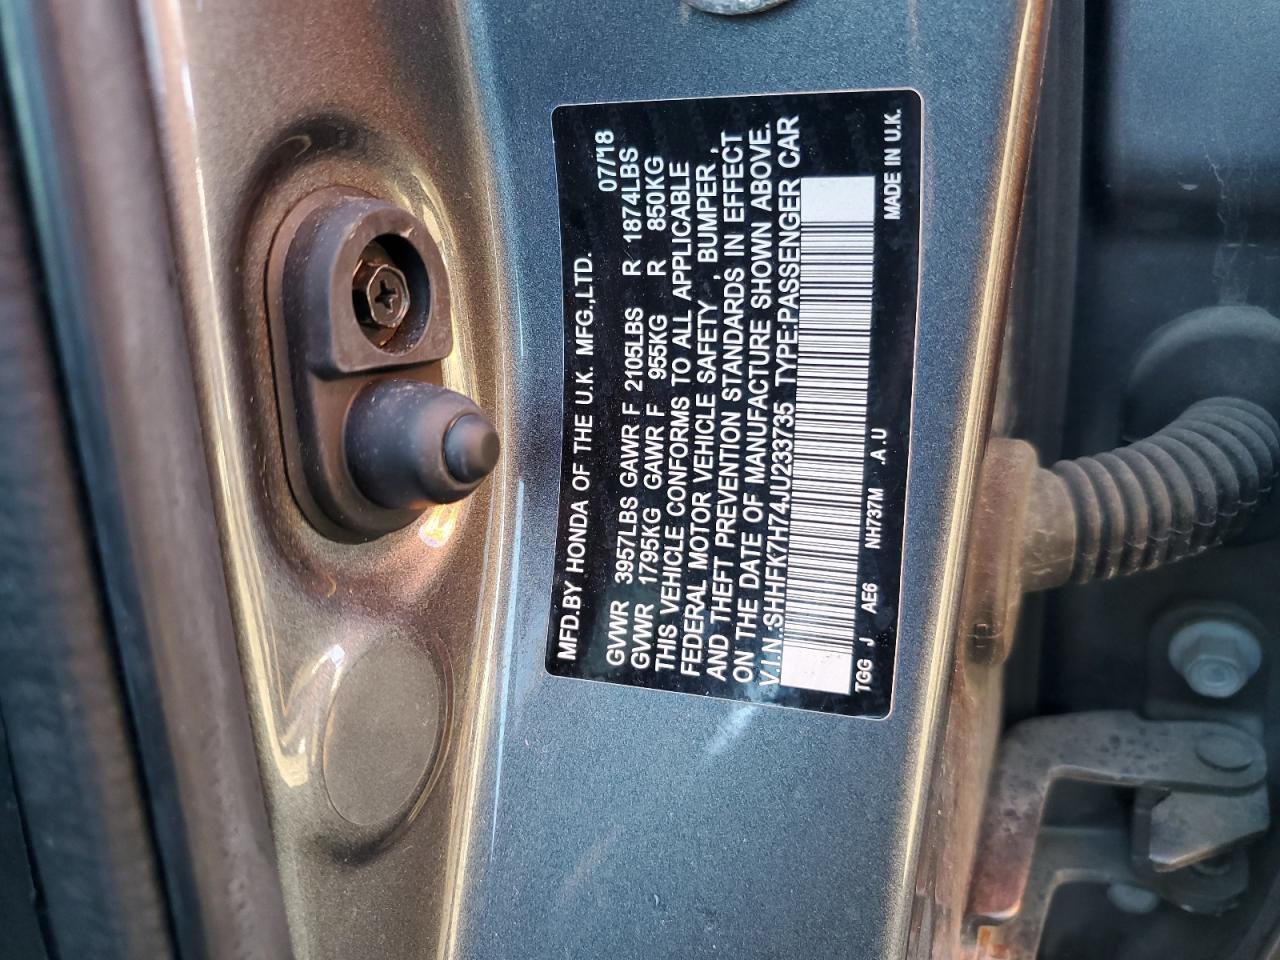 MFD.BY HONDA OF THE U.K. MFG.,LTD. 07/18
GVWR 3957LBS GAWR F 2105LBS R 1874LBS
GVWR 1795KG GAWR F 955KG R 850KG
THIS VEHICLE CONFORMS TO ALL APPLICABLE
FEDERAL MOTOR VEHICLE SAFETY , BUMPER ,
AND THEFT PREVENTION STANDARDS IN EFFECT
ON THE DATE OF MANUFACTURE SHOWN ABOVE.
V.I.N.:SHHFK7H74JU233735 TYPE:PASSENGER CAR
TGG J AE6 NH737M .A.U MADE IN U.K.